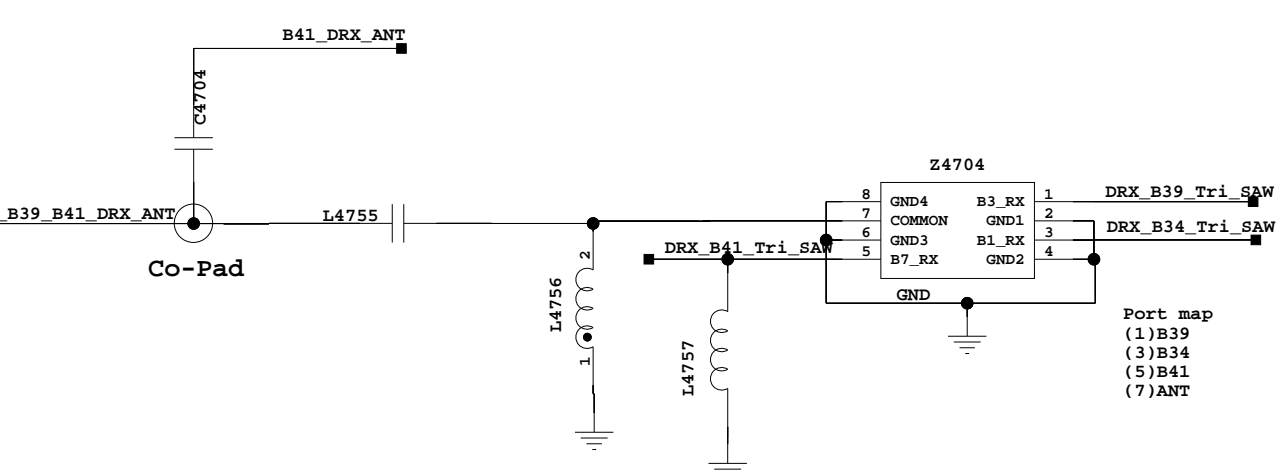 B41_DRX_ANT
C4704
_B39_B41_DRX_ANT
Co-Pad
L4755
2
L4756
1
DRX_B41_Tri_SAW
L4757
Z4704
8 GND4 B3_RX 1
7 COMMON GND1 2
6 GND3 B1_RX 3
5 B7_RX GND2 4
DRX_B39_Tri_SAW
DRX_B34_Tri_SAW
GND
Port map
(1)B39
(3)B34
(5)B41
(7)ANT